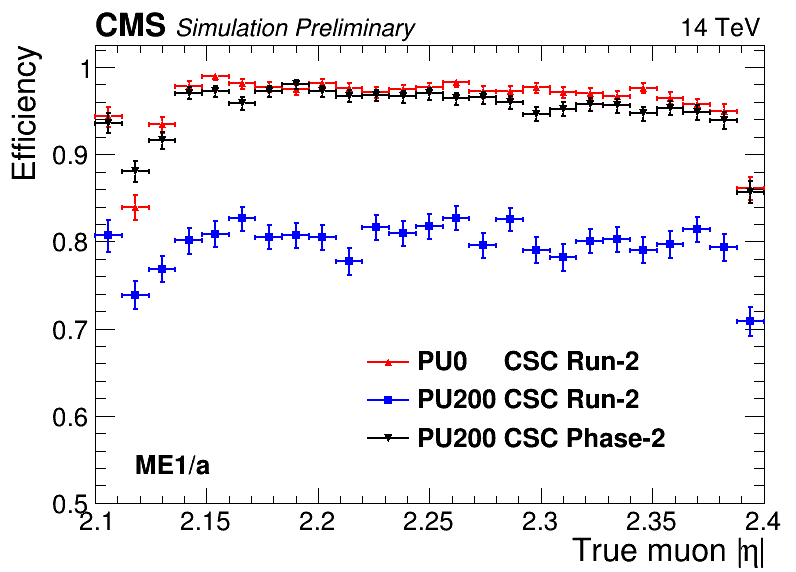 CMS Simulation Preliminary 14 TeV
Efficiency
1
0.9
0.8
0.7
0.6
0.5
PU0 CSC Run-2
PU200 CSC Run-2
PU200 CSC Phase-2
ME1/a
2.1 2.15 2.2 2.25 2.3 2.35 2.4
True muon |η|